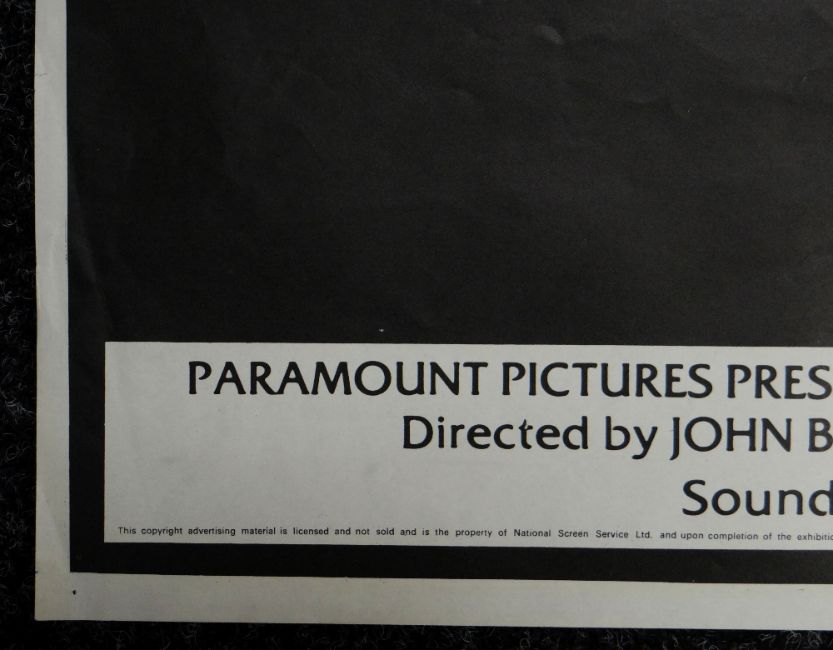 PARAMOUNT PICTURES PRES
Directed by JOHN B
Sound
This copyright advertising material is licensed and not sold and is the property of National Screen Service Ltd. and upon completion of the exhibitio